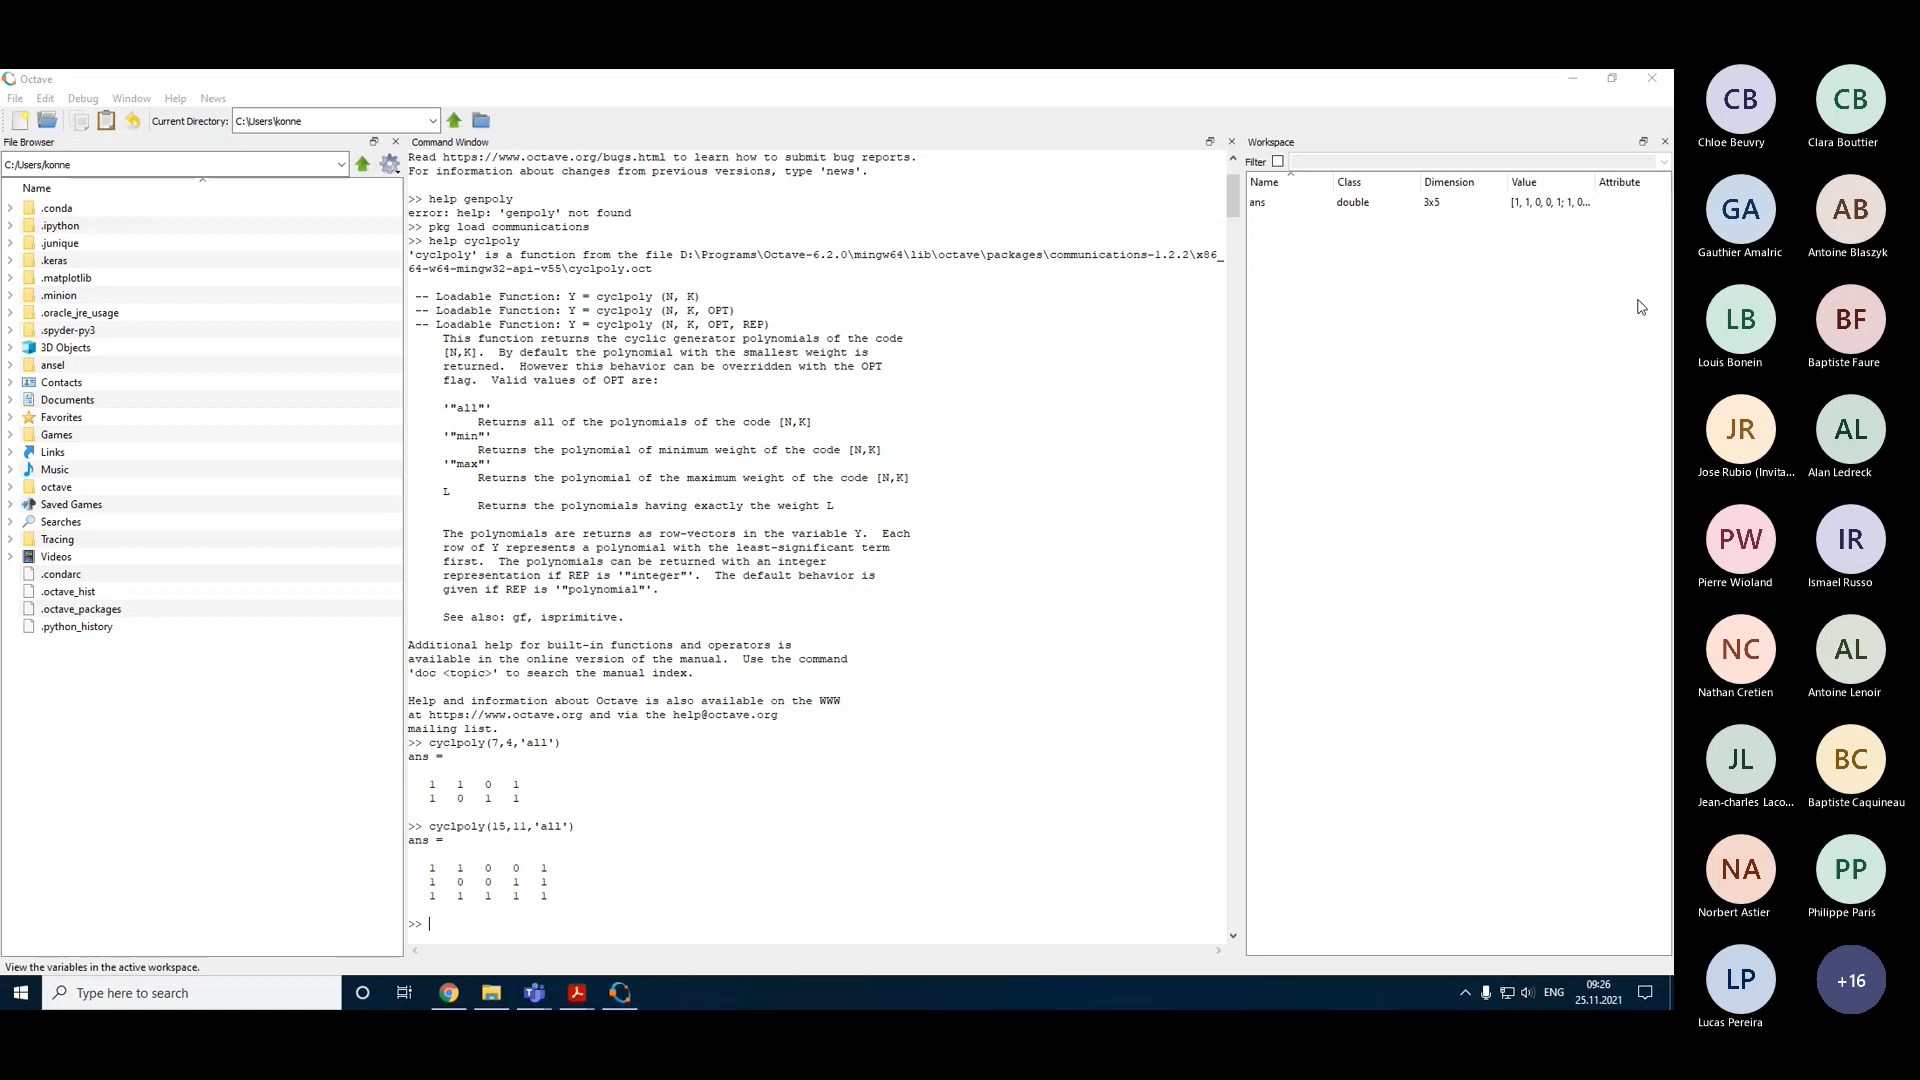 Octave
File Edit Debug Window Help News
Current Directory: C:\Users\konne
File Browser
C:/Users/konne
Name
.conda
.ipython
.junique
.keras
.matplotlib
.minion
.oracle_jre_usage
.spyder-py3
3D Objects
ansel
Contacts
Documents
Favorites
Games
Links
Music
octave
Saved Games
Searches
Tracing
Videos
.condarc
.octave_hist
.octave_packages
.python_history
View the variables in the active workspace.
Command Window
Read https://www.octave.org/bugs.html to learn how to submit bug reports.
For information about changes from previous versions, type 'news'.
>> help genpoly
error: help: 'genpoly' not found
>> pkg load communications
>> help cyclpoly
'cyclpoly' is a function from the file D:\Programs\Octave-6.2.0\mingw64\lib\octave\packages\communications-1.2.2\x86_
64-w64-mingw32-api-v55\cyclpoly.oct
-- Loadable Function: Y = cyclpoly (N, K)
-- Loadable Function: Y = cyclpoly (N, K, OPT)
-- Loadable Function: Y = cyclpoly (N, K, OPT, REP)
This function returns the cyclic generator polynomials of the code
[N,K]. By default the polynomial with the smallest weight is
returned. However this behavior can be overridden with the OPT
flag. Valid values of OPT are:
'"all"'
Returns all of the polynomials of the code [N,K]
'"min"'
Returns the polynomial of minimum weight of the code [N,K]
'"max"'
Returns the polynomial of the maximum weight of the code [N,K]
L
Returns the polynomials having exactly the weight L
The polynomials are returns as row-vectors in the variable Y. Each
row of Y represents a polynomial with the least-significant term
first. The polynomials can be returned with an integer
representation if REP is '"integer"'. The default behavior is
given if REP is '"polynomial"'.
See also: gf, isprimitive.
Additional help for built-in functions and operators is
available in the online version of the manual. Use the command
'doc <topic>' to search the manual index.
Help and information about Octave is also available on the WWW
at https://www.octave.org and via the help@octave.org
mailing list.
>> cyclpoly(7,4,'all')
ans =
1 1 0 1
1 0 1 1
>> cyclpoly(15,11,'all')
ans =
1 1 0 0 1
1 0 0 1 1
1 1 1 1 1
>>
Workspace
Filter
Name Class Dimension Value Attribute
ans double 3x5 [1, 1, 0, 0, 1; 1, 0...
Type here to search
ENG
09:26
25.11.2021
CB CB
Chloe Beuvry Clara Bouttier
GA AB
Gauthier Amalric Antoine Blaszyk
LB BF
Louis Bonein Baptiste Faure
JR AL
Jose Rubio (Invita... Alan Ledreck
PW IR
Pierre Wioland Ismael Russo
NC AL
Nathan Cretien Antoine Lenoir
JL BC
Jean-charles Laco... Baptiste Caquineau
NA PP
Norbert Astier Philippe Paris
LP +16
Lucas Pereira